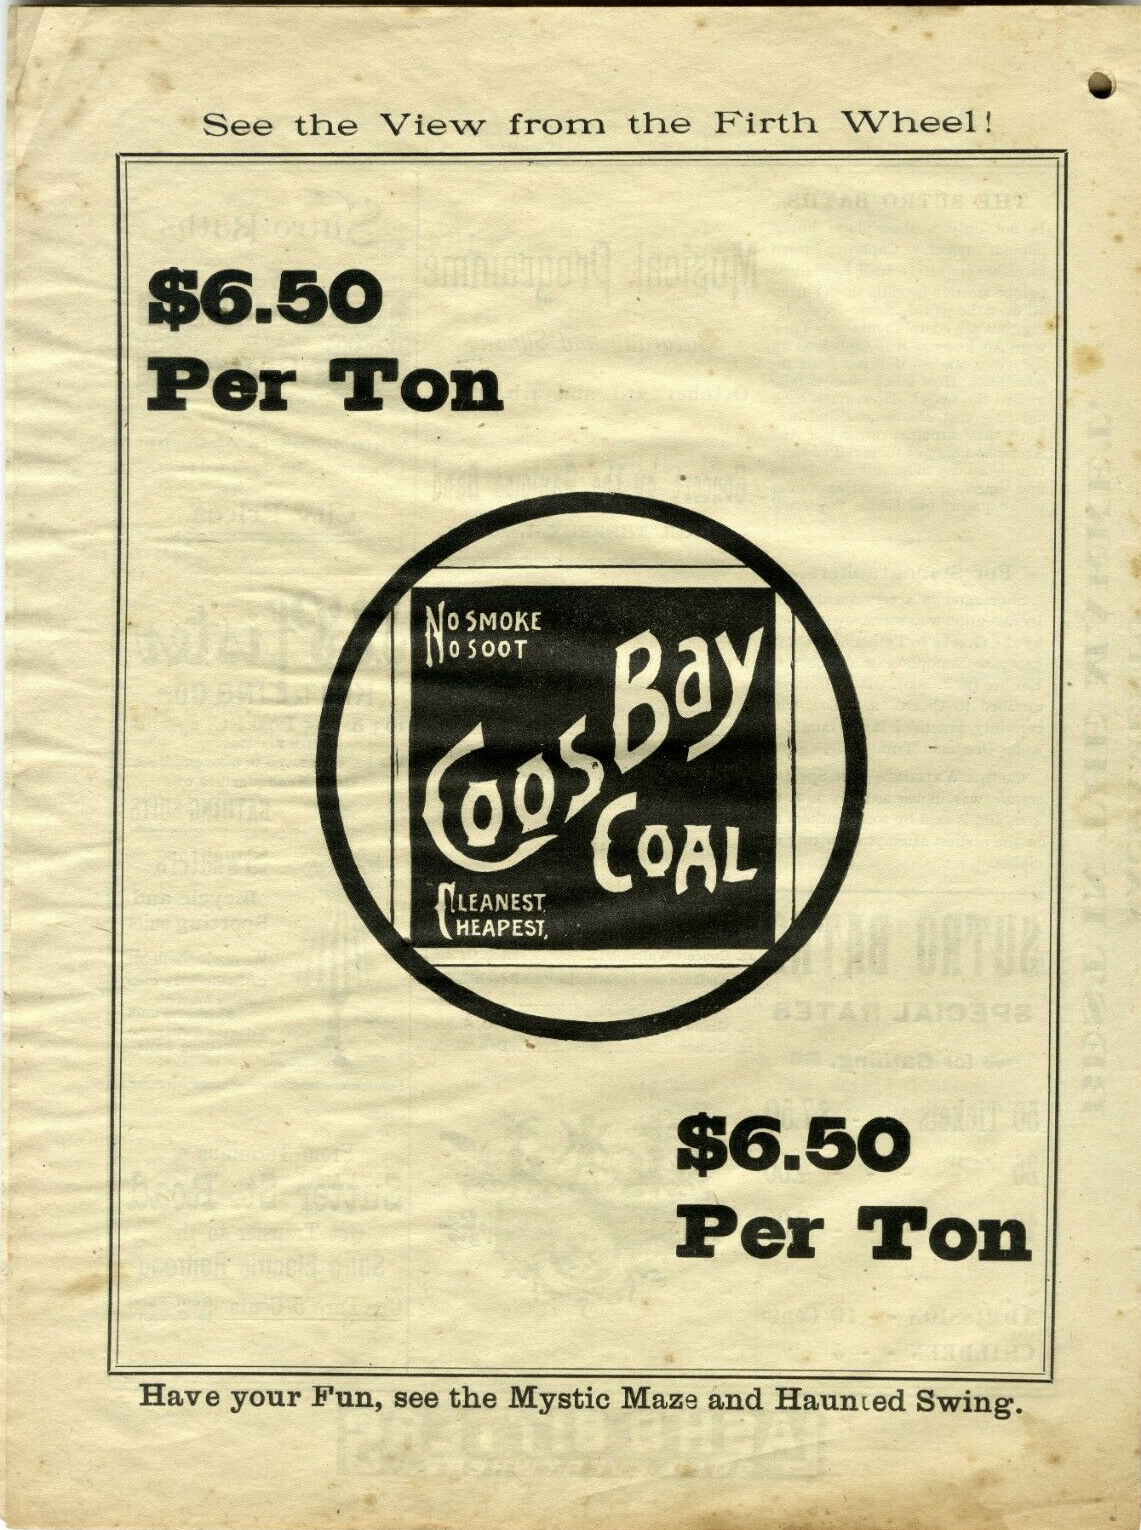 See the View from the Firth Wheel!
$6.50
Per Ton
No SMOKE
No SOOT
Coos Bay
COAL
CLEANEST,
CHEAPEST,
$6.50
Per Ton
Have your Fun, see the Mystic Maze and Haunted Swing.